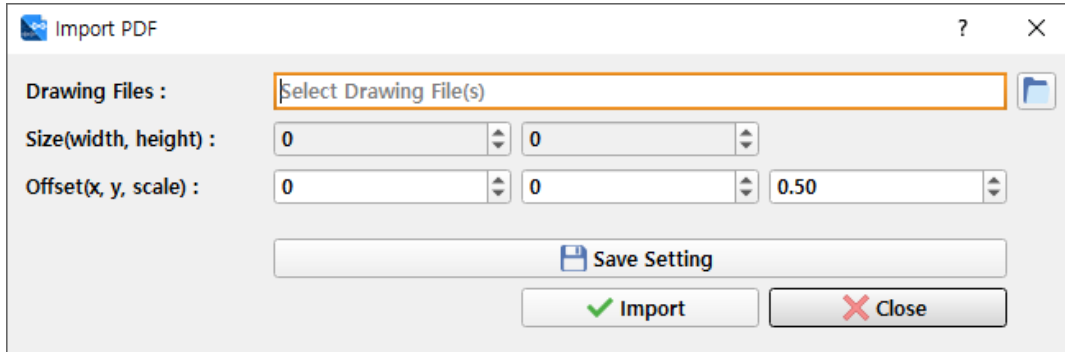 Import PDF ? ×
Drawing Files : Select Drawing File(s)
Size(width, height) : 0 0
Offset(x, y, scale) : 0 0 0.50
Save Setting
Import Close